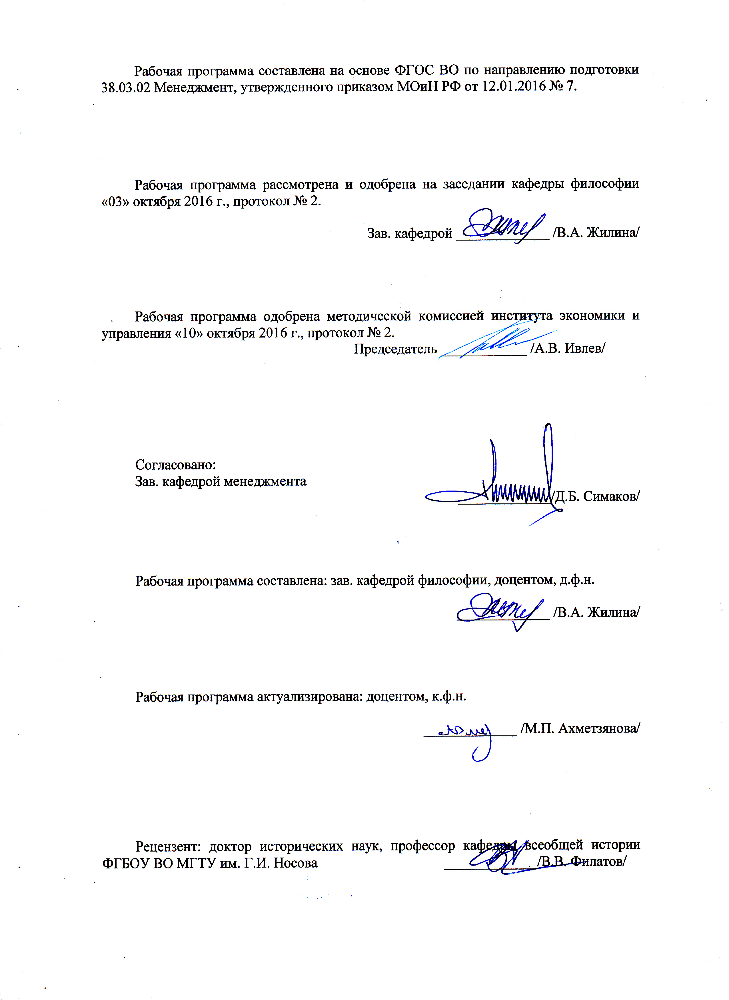 Рабочая программа составлена на основе ФГОС ВО по направлению подготовки
38.03.02 Менеджмент, утвержденного приказом МОиН РФ от 12.01.2016 № 7.
Рабочая программа рассмотрена и одобрена на заседании кафедры философии
«03» октября 2016 г., протокол № 2.
Зав. кафедрой /В.А. Жилина/
Рабочая программа одобрена методической комиссией института экономики и
управления «10» октября 2016 г., протокол № 2.
Председатель /А.В. Ивлев/
Согласовано:
Зав. кафедрой менеджмента
/Д.Б. Симаков/
Рабочая программа составлена: зав. кафедрой философии, доцентом, д.ф.н.
/В.А. Жилина/
Рабочая программа актуализирована: доцентом, к.ф.н.
/М.П. Ахметзянова/
Рецензент: доктор исторических наук, профессор кафедры всеобщей истории
ФГБОУ ВО МГТУ им. Г.И. Носова /В.В. Филатов/